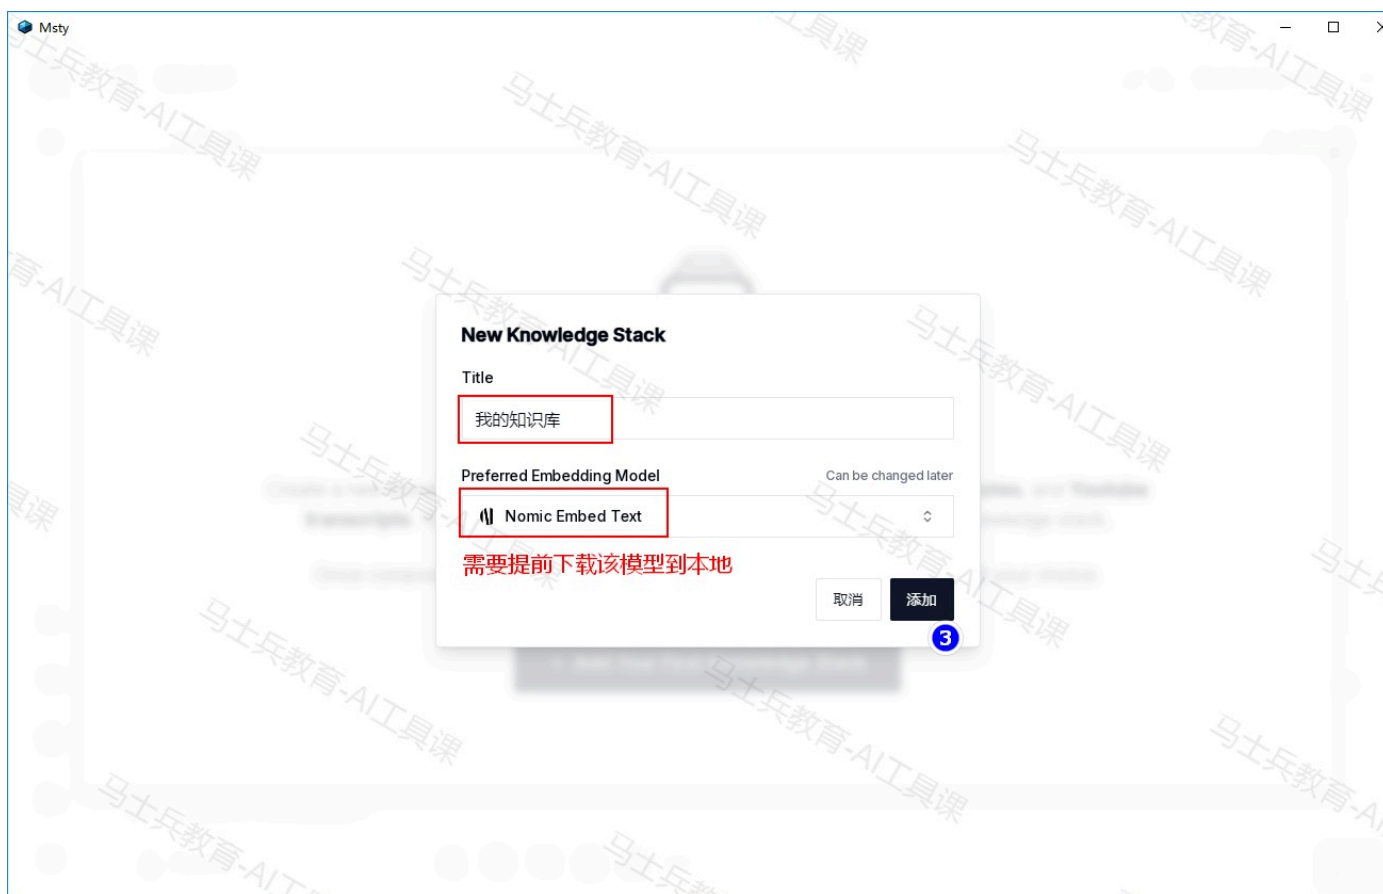 Msty
New Knowledge Stack
Title
我的知识库
Preferred Embedding Model
Can be changed later
Nomic Embed Text
需要提前下载该模型到本地
取消
添加
3
马士兵教育-AI工具课